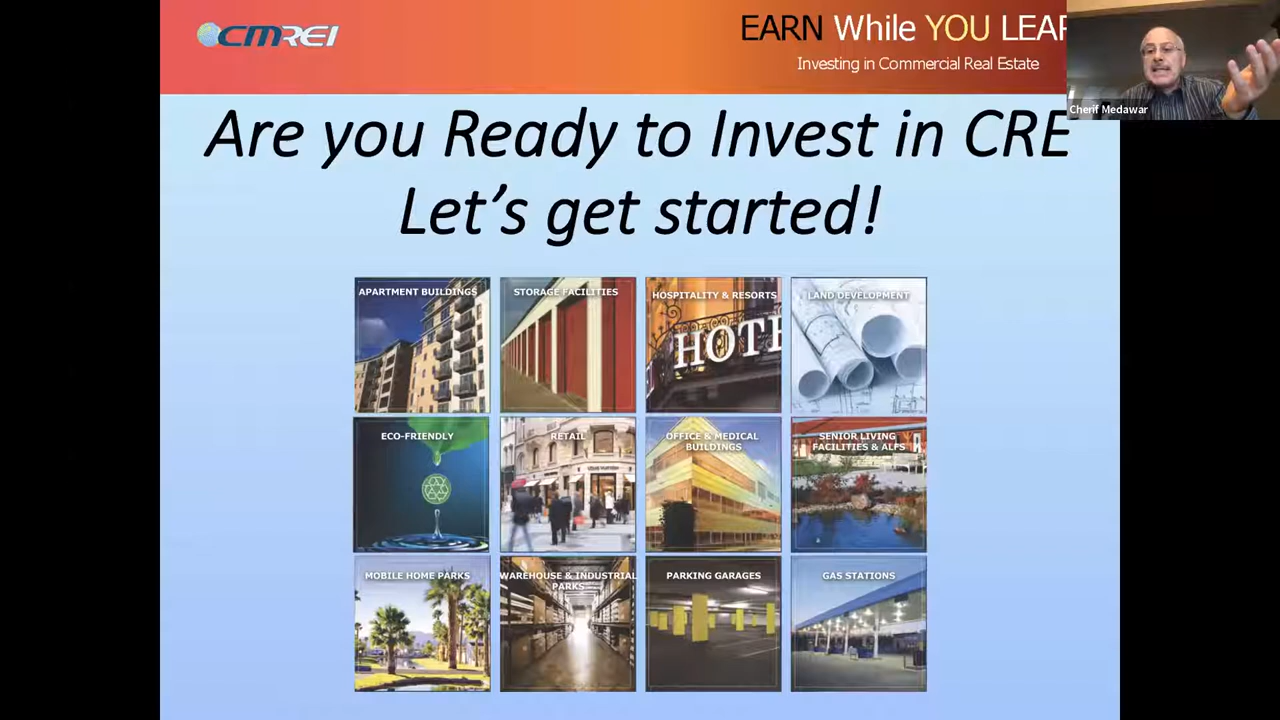 CMREI
EARN While YOU LEAR
Investing in Commercial Real Estate
Cherif Medawar
Are you Ready to Invest in CRE
Let's get started!
APARTMENT BUILDINGS
STORAGE FACILITIES
HOSPITALITY & RESORTS
HOTE
LAND DEVELOPMENT
ECO-FRIENDLY
RETAIL
LOUIS VUITTON
OFFICE & MEDICAL
BUILDINGS
SENIOR LIVING
FACILITIES & ALFS
MOBILE HOME PARKS
WAREHOUSE & INDUSTRIAL
PARKS
PARKING GARAGES
GAS STATIONS